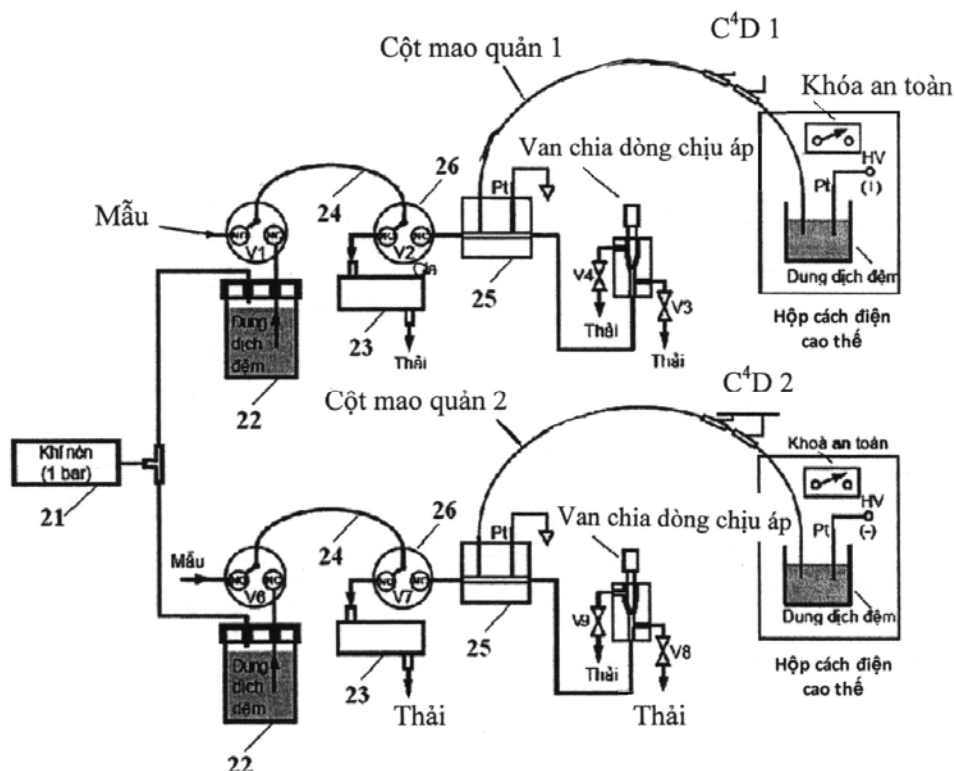 C⁴D 1
Cột mao quản 1
Khóa an toàn
Van chia dòng chịu áp
HV
Pt
Pt
26
24
Mẫu
V1
V2
NC
V4
V3
25
Dung dịch đệm
Dung
dịch
đệm
23
Thải
Thải
Thải
Hộp cách điện
cao thế
22
C⁴D 2
Cột mao quản 2
Khí nén
(1 bar)
21
Khoà an toàn
Van chia dòng chịu áp
HV
(-)
Pt
Pt
26
24
Mẫu
V6
V7
V9
V8
25
Dung dịch đệm
Dung
dịch
đệm
23
Thải
Thải
Thải
Hộp cách điện
cao thế
22